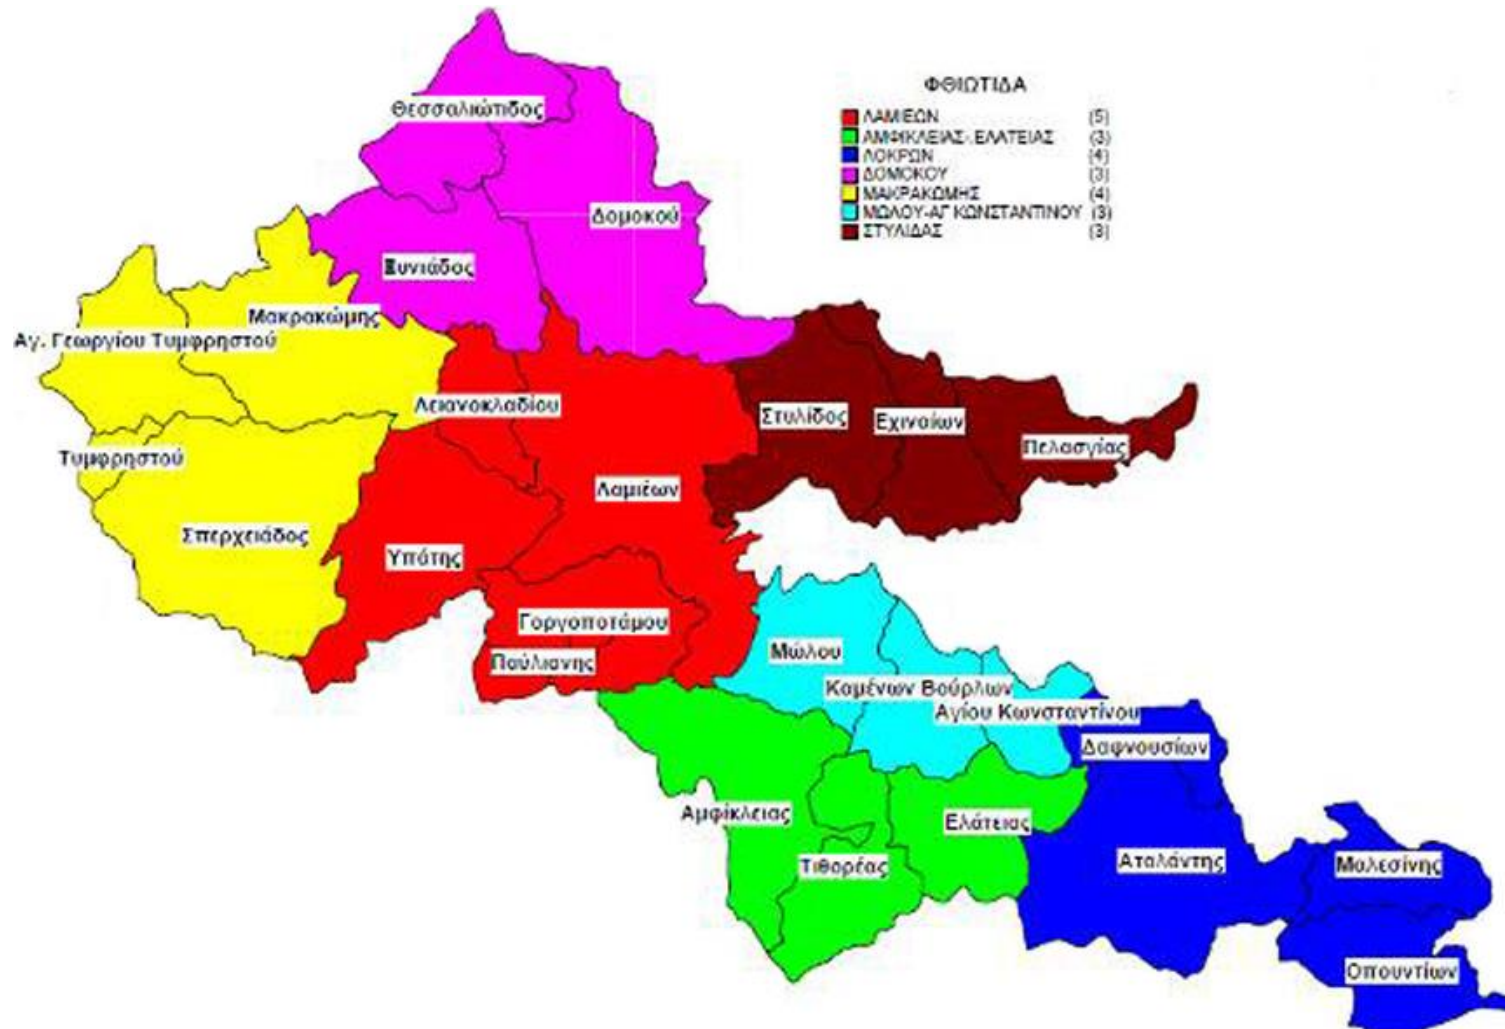 ΦΘΙΩΤΙΔΑ
ΛΑΜΙΕΩΝ (5)
ΑΜΦΙΚΛΕΙΑΣ-ΕΛΑΤΕΙΑΣ (3)
ΛΟΚΡΩΝ (4)
ΔΟΜΟΚΟΥ (3)
ΜΑΚΡΑΚΩΜΗΣ (4)
ΜΩΛΟΥ-ΑΓ ΚΩΝΣΤΑΝΤΙΝΟΥ (3)
ΣΤΥΛΙΔΑΣ (3)
Θεσσαλιώτιδος
Δομοκού
Ξυνιάδος
Μακρακώμης
Αγ. Γεωργίου Τυμφρηστού
Λειανοκλαδίου
Στυλίδος
Εχιναίων
Πελασγίας
Τυμφρηστού
Λαμιέων
Σπερχειάδος
Υπάτης
Γοργοποτάμου
Παύλιανης
Μώλου
Καμένων Βούρλων
Αγίου Κωνσταντίνου
Δαφνουσίων
Αμφίκλειας
Ελάτειας
Τιθορέας
Αταλάντης
Μαλεσίνης
Οπουντίων